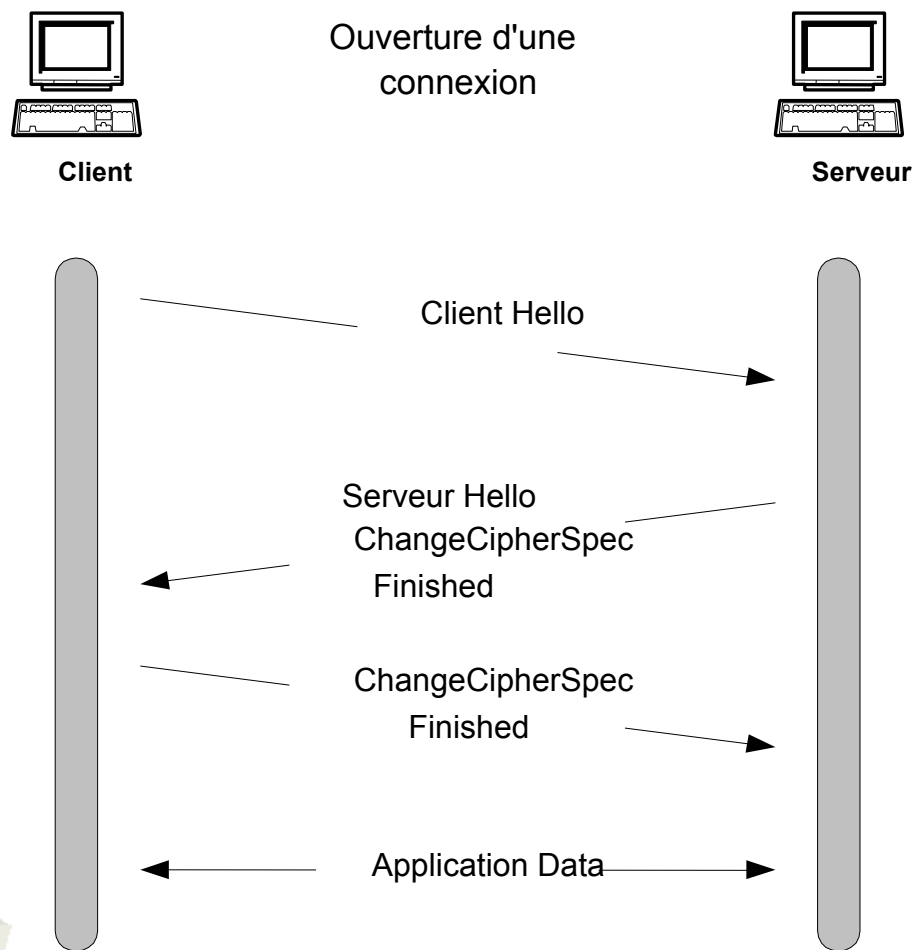 Ouverture d'une
connexion
Client
Serveur
Client Hello
Serveur Hello
ChangeCipherSpec
Finished
ChangeCipherSpec
Finished
Application Data